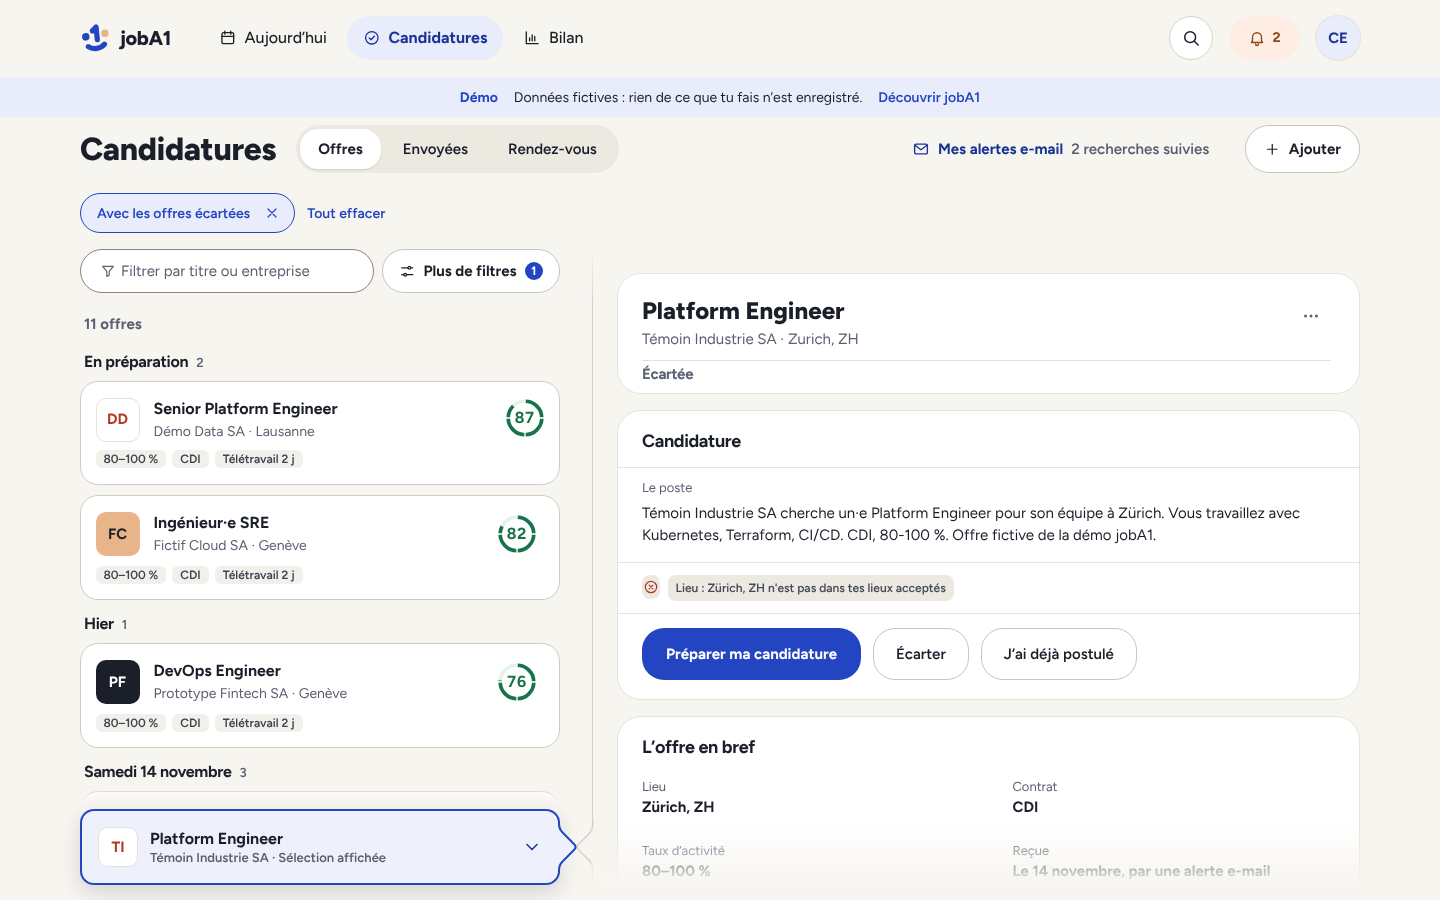 jobA1
Aujourd'hui
Candidatures
Bilan
2
CE
Démo Données fictives : rien de ce que tu fais n'est enregistré. Découvrir jobA1
Candidatures
Offres
Envoyées
Rendez-vous
Mes alertes e-mail 2 recherches suivies
Ajouter
Avec les offres écartées
Tout effacer
Filtrer par titre ou entreprise
Plus de filtres 1
11 offres
En préparation 2
DD
Senior Platform Engineer
Démo Data SA · Lausanne
87
80–100 % CDI Télétravail 2 j
FC
Ingénieur·e SRE
Fictif Cloud SA · Genève
82
80–100 % CDI Télétravail 2 j
Hier 1
PF
DevOps Engineer
Prototype Fintech SA · Genève
76
80–100 % CDI Télétravail 2 j
Samedi 14 novembre 3
TI
Platform Engineer
Témoin Industrie SA · Sélection affichée
Platform Engineer
Témoin Industrie SA · Zurich, ZH
Écartée
Candidature
Le poste
Témoin Industrie SA cherche un·e Platform Engineer pour son équipe à Zürich. Vous travaillez avec
Kubernetes, Terraform, CI/CD. CDI, 80-100 %. Offre fictive de la démo jobA1.
Lieu : Zürich, ZH n'est pas dans tes lieux acceptés
Préparer ma candidature
Écarter
J'ai déjà postulé
L'offre en bref
Lieu
Zürich, ZH
Contrat
CDI
Taux d'activité
80–100 %
Reçue
Le 14 novembre, par une alerte e-mail